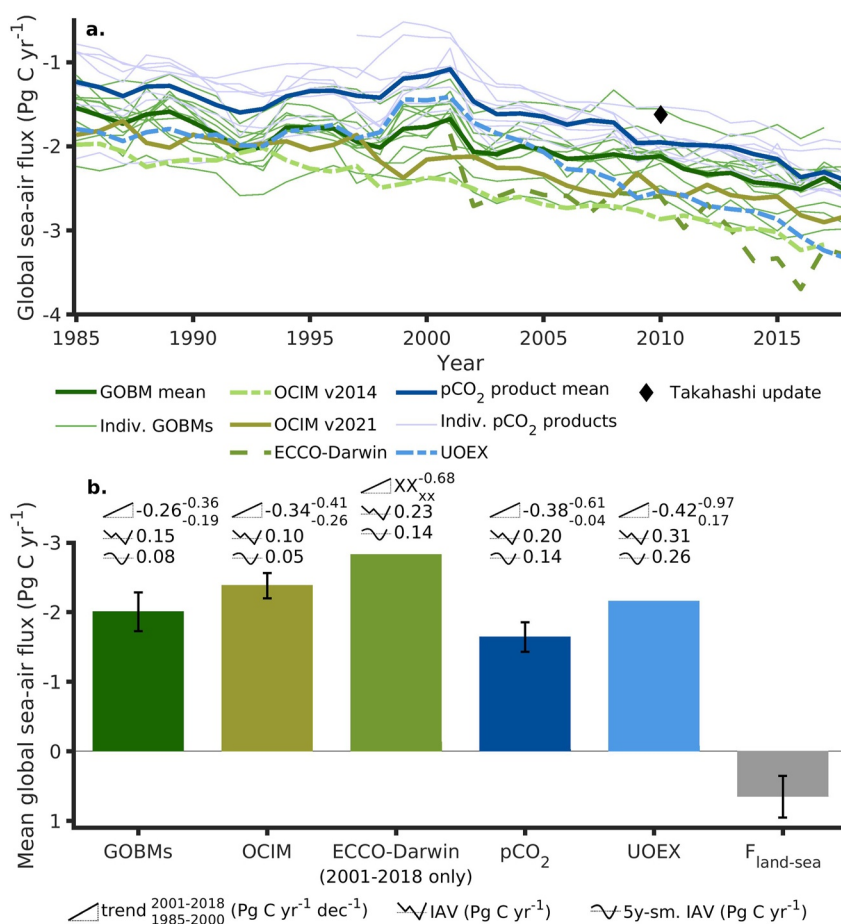 a.
Global sea-air flux (Pg C yr⁻¹)
-1
-2
-3
-4
1985 1990 1995 2000 2005 2010 2015
Year
GOBM mean OCIM v2014 pCO₂ product mean Takahashi update
Indiv. GOBMs OCIM v2021 Indiv. pCO₂ products
ECCO-Darwin UOEX
b.
Mean global sea-air flux (Pg C yr⁻¹)
-0.26 -0.36 -0.19 -0.34 -0.41 -0.26 XX -0.68 xx -0.38 -0.61 -0.04 -0.42 -0.97 0.17
0.15 0.10 0.23 0.20 0.31
0.08 0.05 0.14 0.14 0.26
-3
-2
-1
0
1
GOBMs OCIM ECCO-Darwin pCO₂ UOEX F land-sea
(2001-2018 only)
trend 2001-2018 1985-2000 (Pg C yr⁻¹ dec⁻¹) IAV (Pg C yr⁻¹) 5y-sm. IAV (Pg C yr⁻¹)